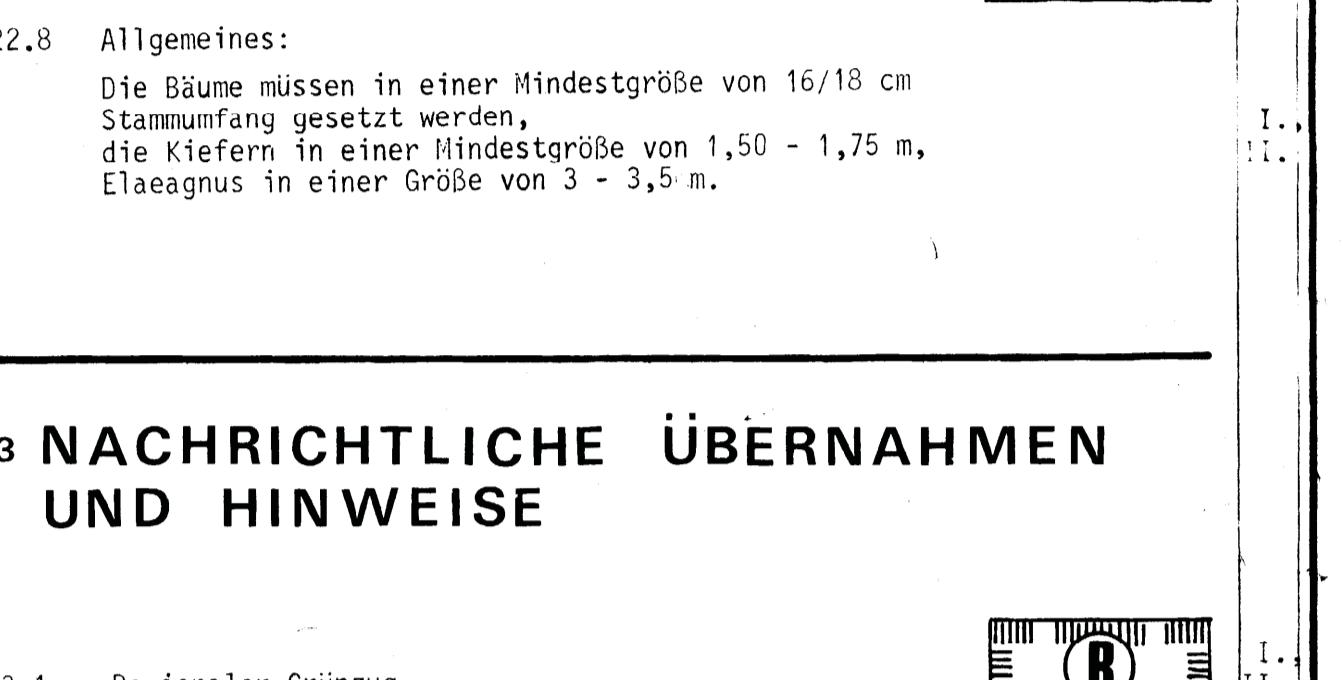 22.8 Allgemeines:
Die Bäume müssen in einer Mindestgröße von 16/18 cm
Stammumfang gesetzt werden,
die Kiefern in einer Mindestgröße von 1,50 - 1,75 m,
Elaeagnus in einer Größe von 3 - 3,5 m.
I.,
II.
3 NACHRICHTLICHE ÜBERNAHMEN
UND HINWEISE
R
I.,